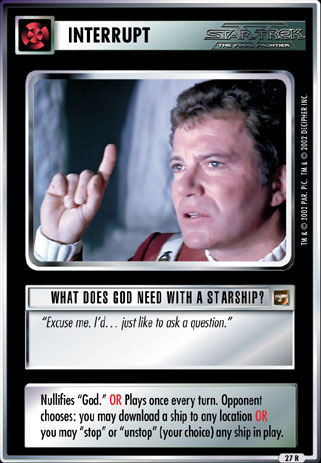 INTERRUPT
STAR TREK V
THE FINAL FRONTIER
TM & © 2002 PAR. PIC. TM & © 2002 DECIPHER INC.
WHAT DOES GOD NEED WITH A STARSHIP?
“Excuse me. I’d… just like to ask a question.”
Nullifies “God.” OR Plays once every turn. Opponent
chooses: you may download a ship to any location OR
you may “stop” or “unstop” (your choice) any ship in play.
27 R